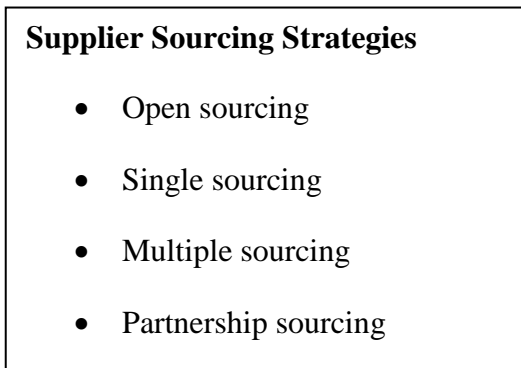 Supplier Sourcing Strategies
• Open sourcing
• Single sourcing
• Multiple sourcing
• Partnership sourcing